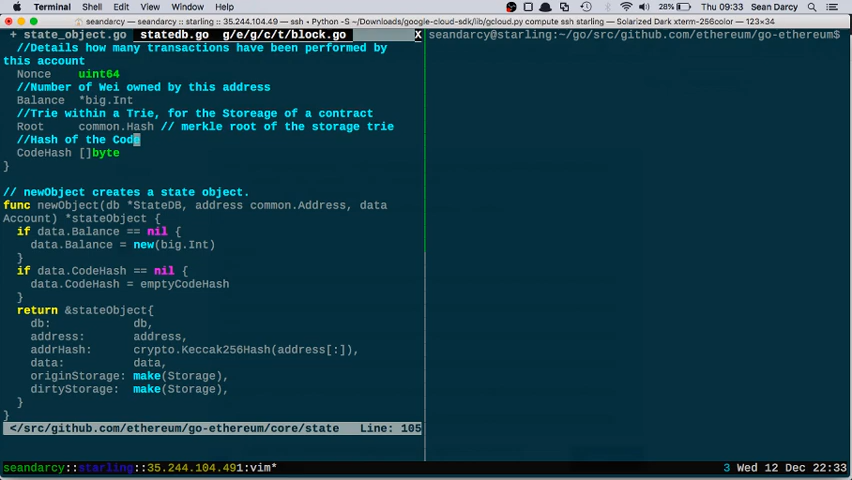 Terminal Shell Edit View Window Help 28% Tue 09:33 Sean Darcy
seandarcy — seandarcy :: starling :: 35.244.104.49 — ssh • Python -S ~/Downloads/google-cloud-sdk/lib/gcloud.py compute ssh starling — Solarized Dark xterm-256color — 123×34
+ state_object.go statedb.go g/e/g/c/t/block.go X
seandarcy@starling:~/go/src/github.com/ethereum/go-ethereum$
//Details how many transactions have been performed by
this account
Nonce uint64
//Number of Wei owned by this address
Balance *big.Int
//Trie within a Trie, for the Storeage of a contract
Root common.Hash // merkle root of the storage trie
//Hash of the Code
CodeHash []byte
}
// newObject creates a state object.
func newObject(db *StateDB, address common.Address, data
Account) *stateObject {
if data.Balance == nil {
data.Balance = new(big.Int)
}
if data.CodeHash == nil {
data.CodeHash = emptyCodeHash
}
return &stateObject{
db: db,
address: address,
addrHash: crypto.Keccak256Hash(address[:]),
data: data,
originStorage: make(Storage),
dirtyStorage: make(Storage),
}
}
</src/github.com/ethereum/go-ethereum/core/state Line: 105
seandarcy::starling::35.244.104.491:vim* 3 Wed 12 Dec 22:33